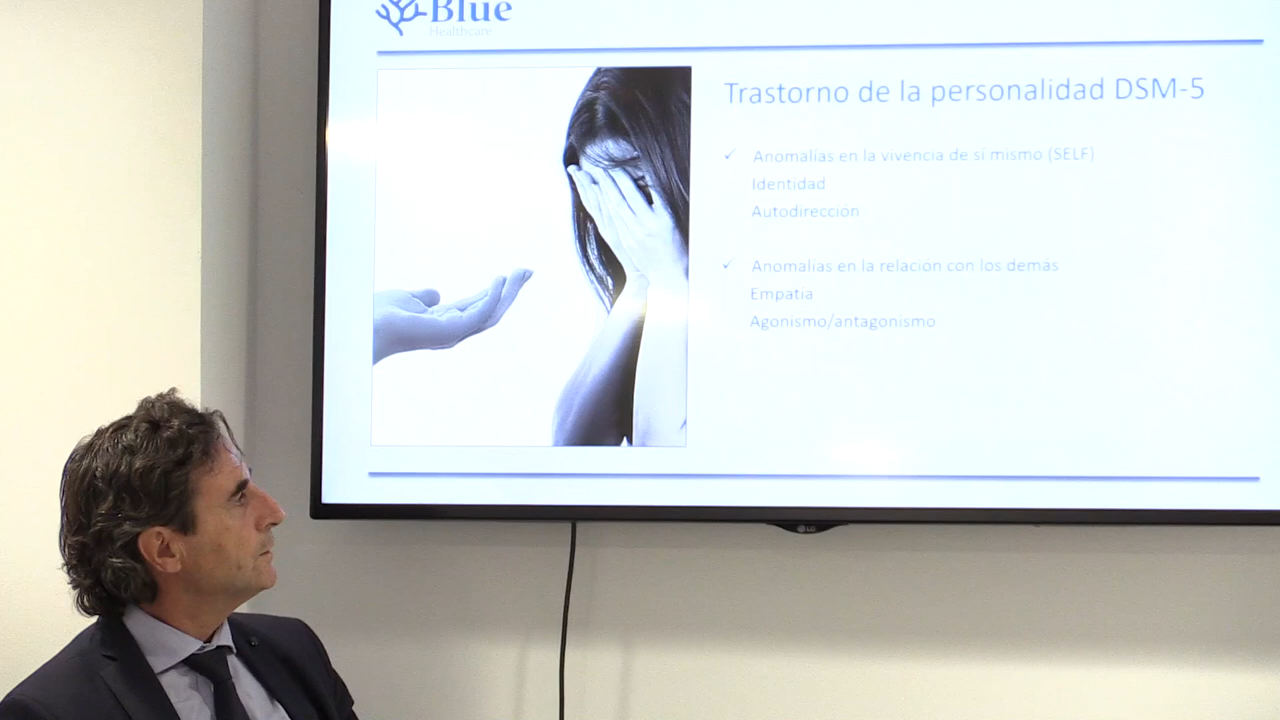 Blue
Healthcare
Trastorno de la personalidad DSM-5
✓ Anomalías en la vivencia de sí mismo (SELF)
Identidad
Autodirección
✓ Anomalías en la relación con los demás
Empatía
Agonismo/antagonismo
LG